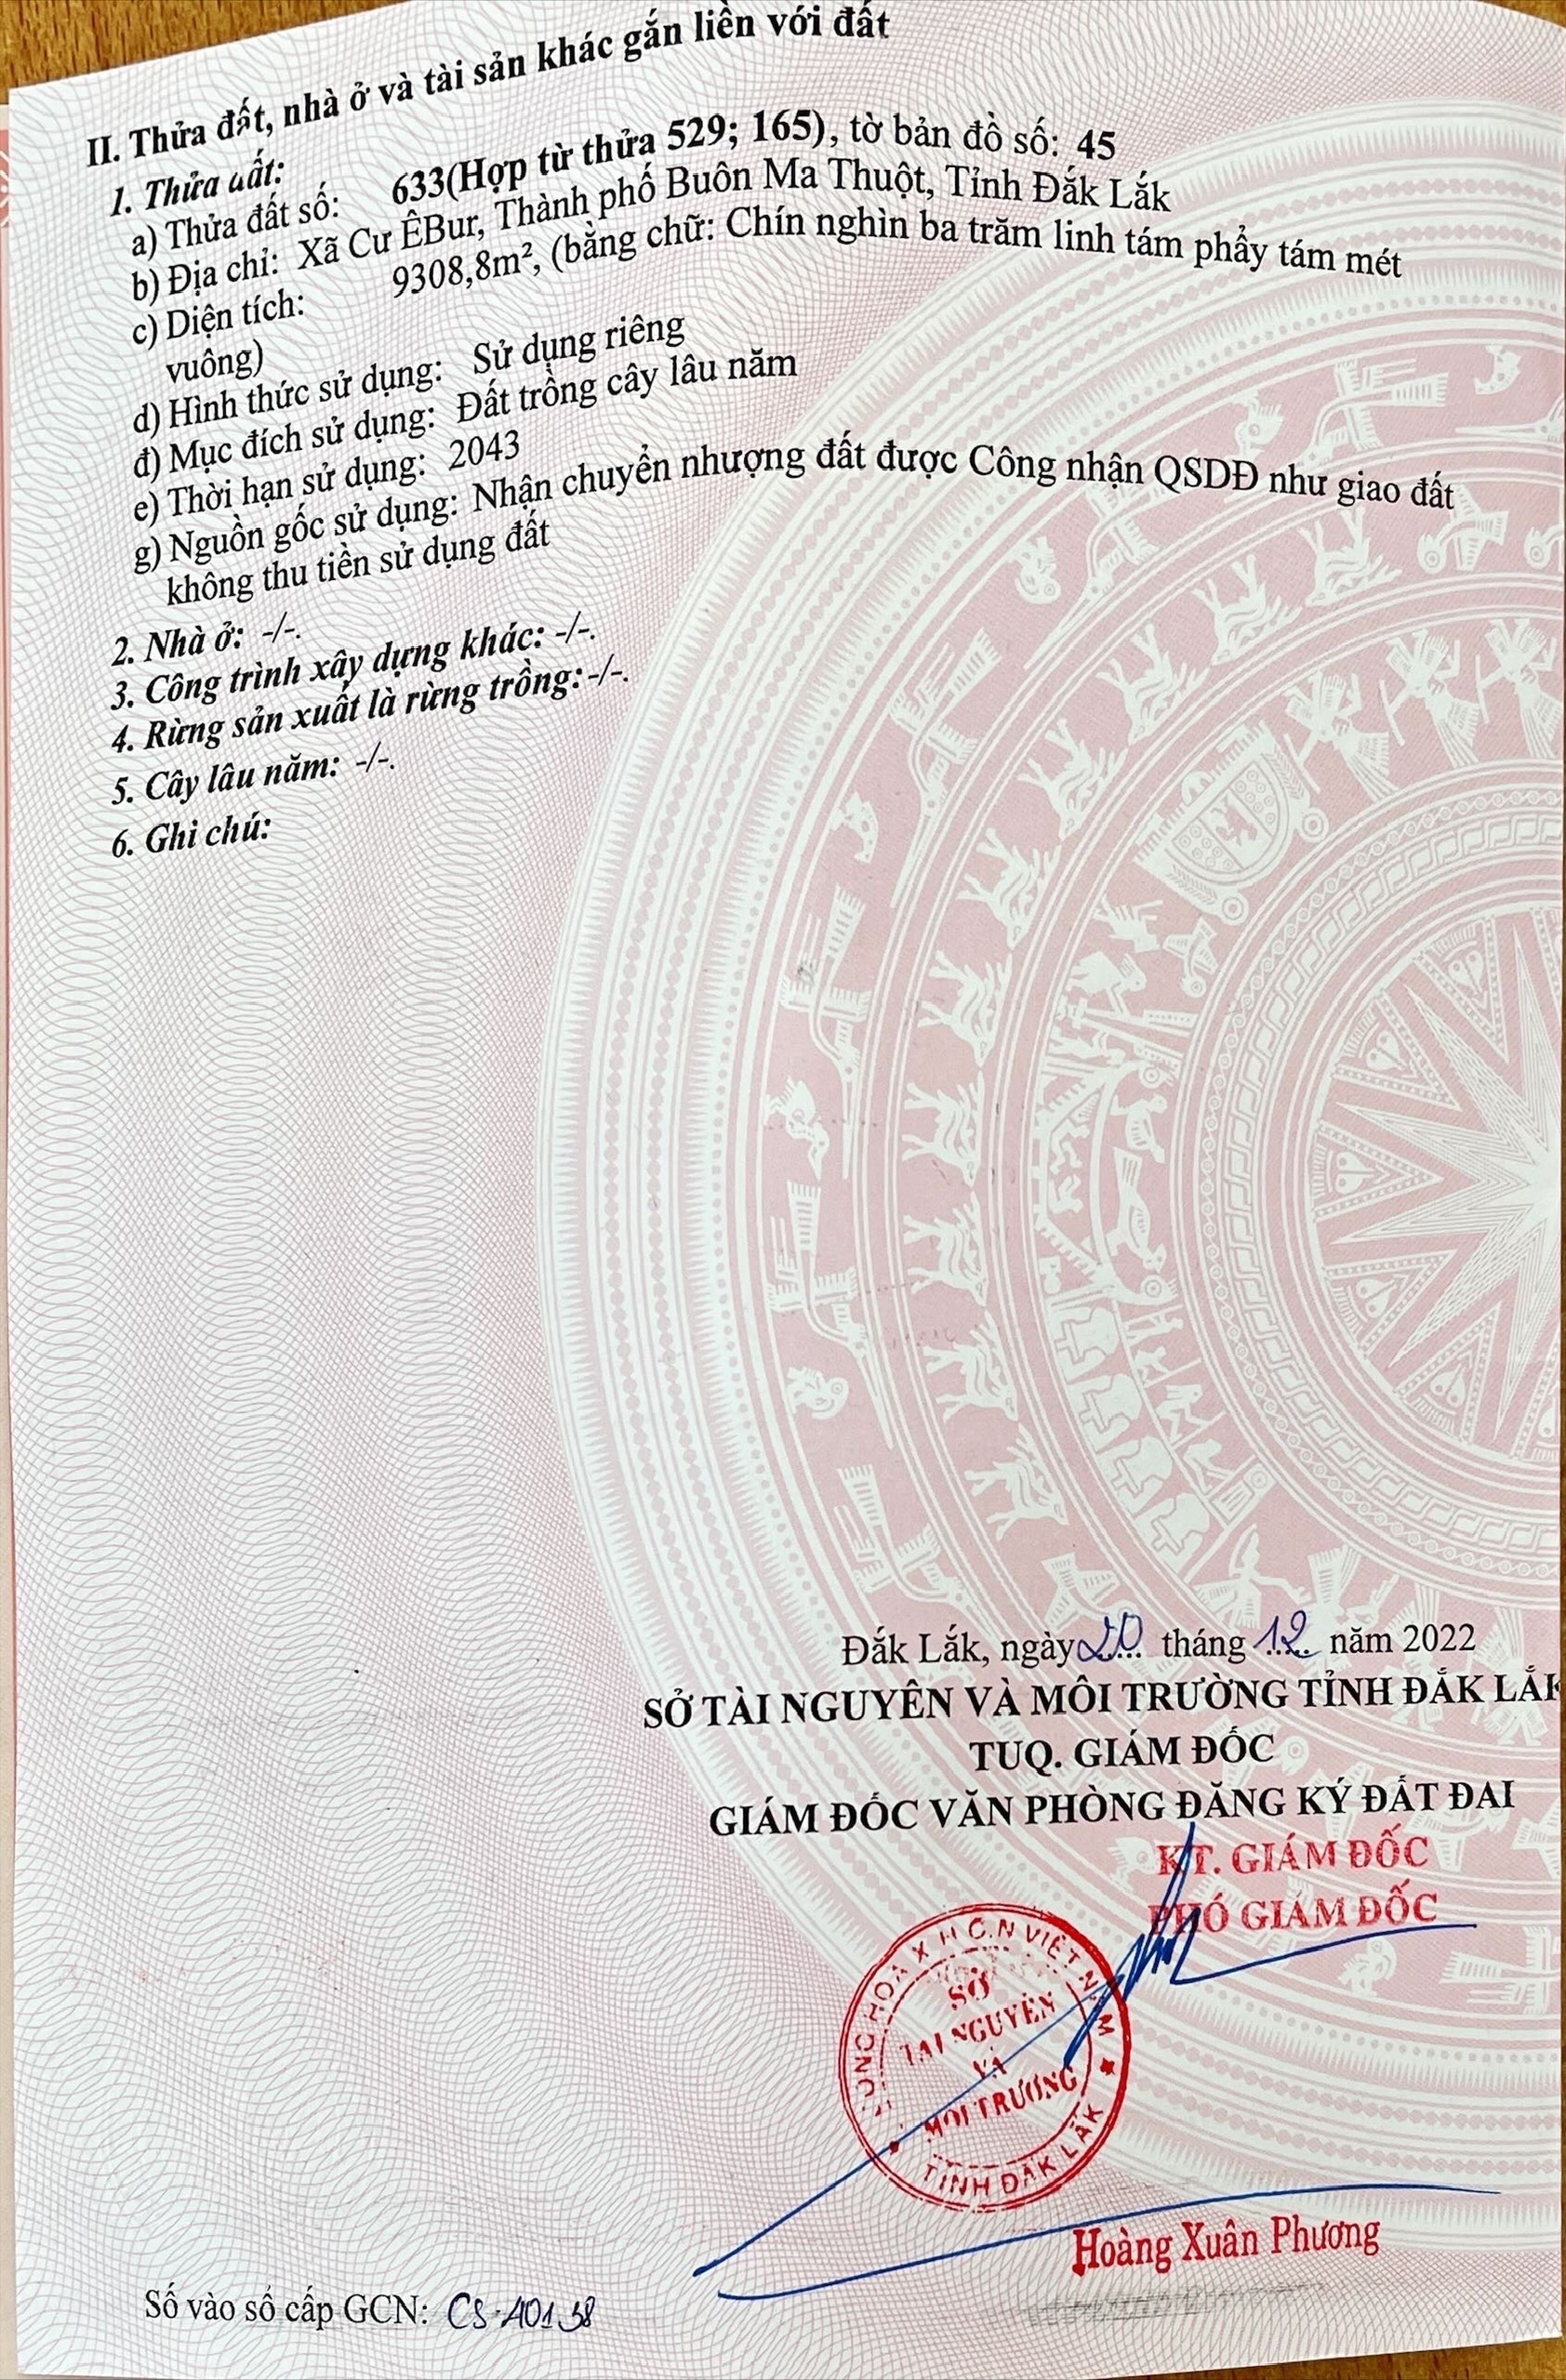 II. Thửa đất, nhà ở và tài sản khác gắn liền với đất
1. Thửa đất:
a) Thửa đất số: 633(Hợp từ thửa 529; 165), tờ bản đồ số: 45
b) Địa chỉ: Xã Cư ÊBur, Thành phố Buôn Ma Thuột, Tỉnh Đắk Lắk
c) Diện tích: 9308,8m², (bằng chữ: Chín nghìn ba trăm linh tám phẩy tám mét
vuông)
d) Hình thức sử dụng: Sử dụng riêng
đ) Mục đích sử dụng: Đất trồng cây lâu năm
e) Thời hạn sử dụng: 2043
g) Nguồn gốc sử dụng: Nhận chuyển nhượng đất được Công nhận QSDĐ như giao đất
không thu tiền sử dụng đất
2. Nhà ở: -/-.
3. Công trình xây dựng khác: -/-.
4. Rừng sản xuất là rừng trồng: -/-.
5. Cây lâu năm: -/-.
6. Ghi chú:
Đắk Lắk, ngày 20 tháng 12 năm 2022
SỞ TÀI NGUYÊN VÀ MÔI TRƯỜNG TỈNH ĐẮK LẮK
TUQ. GIÁM ĐỐC
GIÁM ĐỐC VĂN PHÒNG ĐĂNG KÝ ĐẤT ĐAI
KT. GIÁM ĐỐC
PHÓ GIÁM ĐỐC
CỘNG HOÀ X.H.C.N VIỆT NAM
SỞ
TÀI NGUYÊN
VÀ
MÔI TRƯỜNG
TỈNH ĐẮK LẮK
Hoàng Xuân Phương
Số vào sổ cấp GCN: CS-A0138